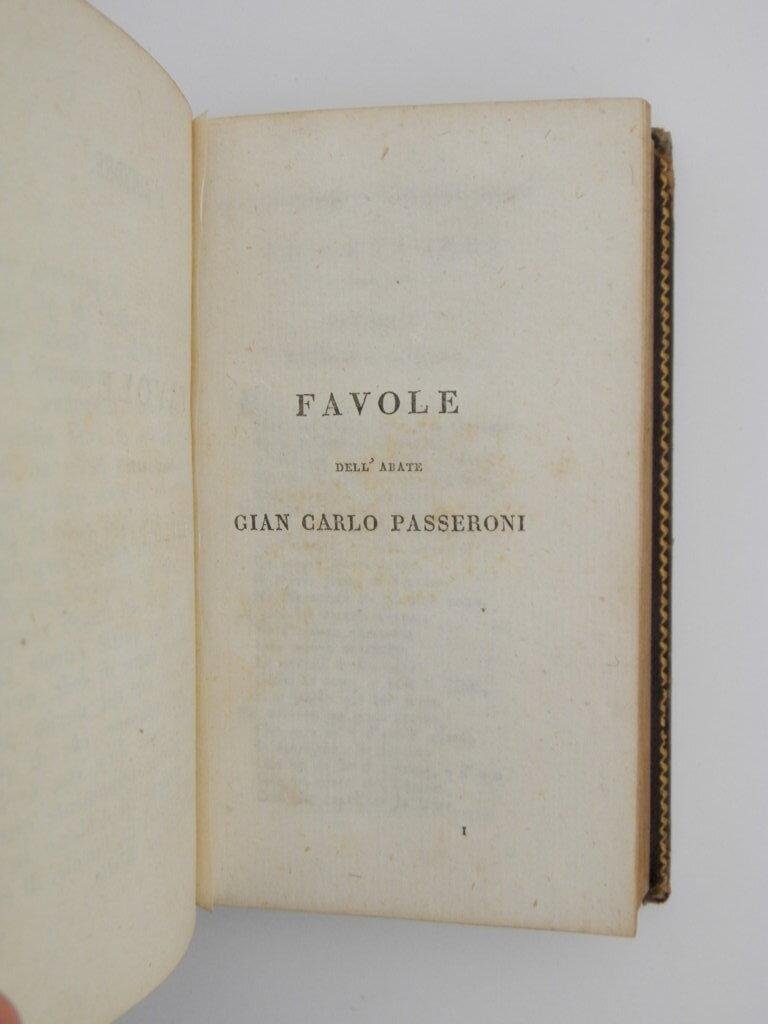 FAVOLE
DELL' ABATE
GIAN CARLO PASSERONI
I